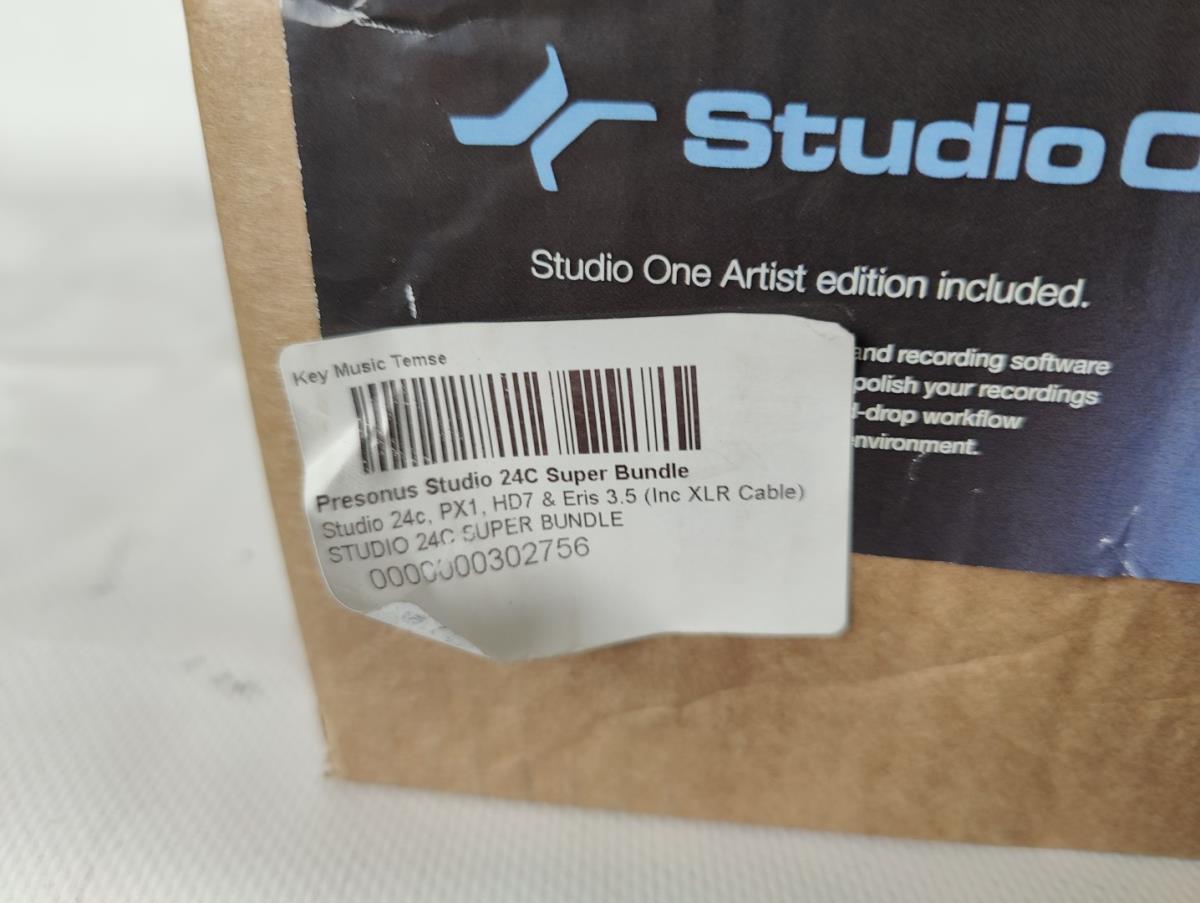 Studio O
Studio One Artist edition included.
and recording software
polish your recordings
-drop workflow
nvironment.
Key Music Temse
Presonus Studio 24C Super Bundle
Studio 24c, PX1, HD7 & Eris 3.5 (Inc XLR Cable)
STUDIO 24C SUPER BUNDLE
0000000302756